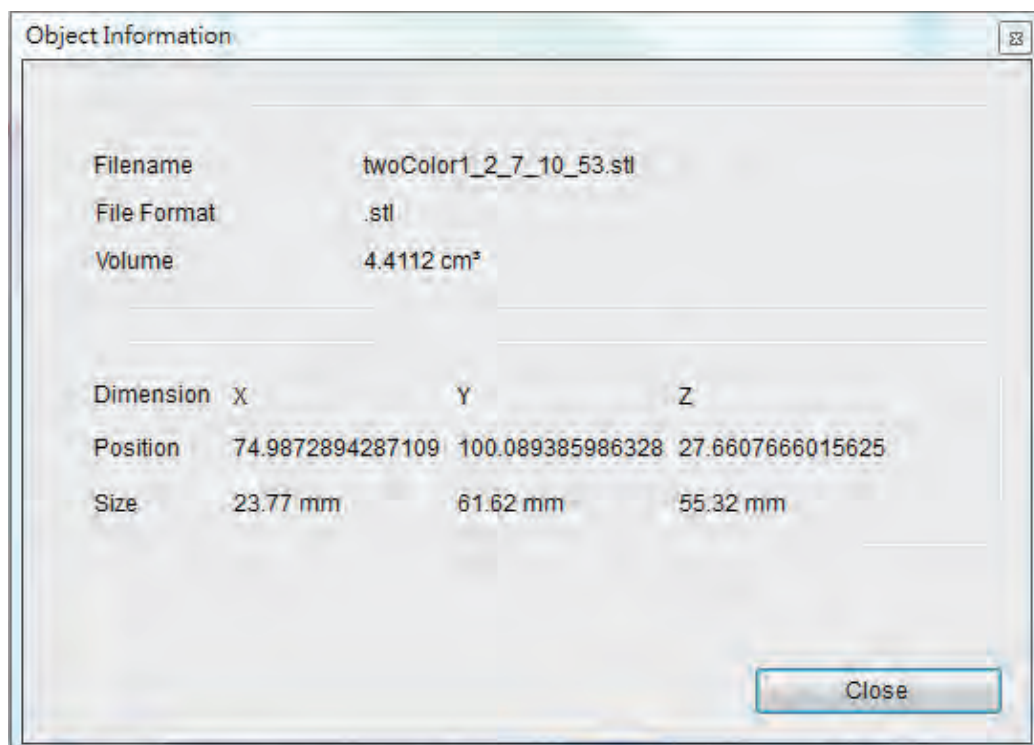 Object Information
Filename twoColor1_2_7_10_53.stl
File Format .stl
Volume 4.4112 cm³
Dimension X Y Z
Position 74.9872894287109 100.089385986328 27.6607666015625
Size 23.77 mm 61.62 mm 55.32 mm
Close